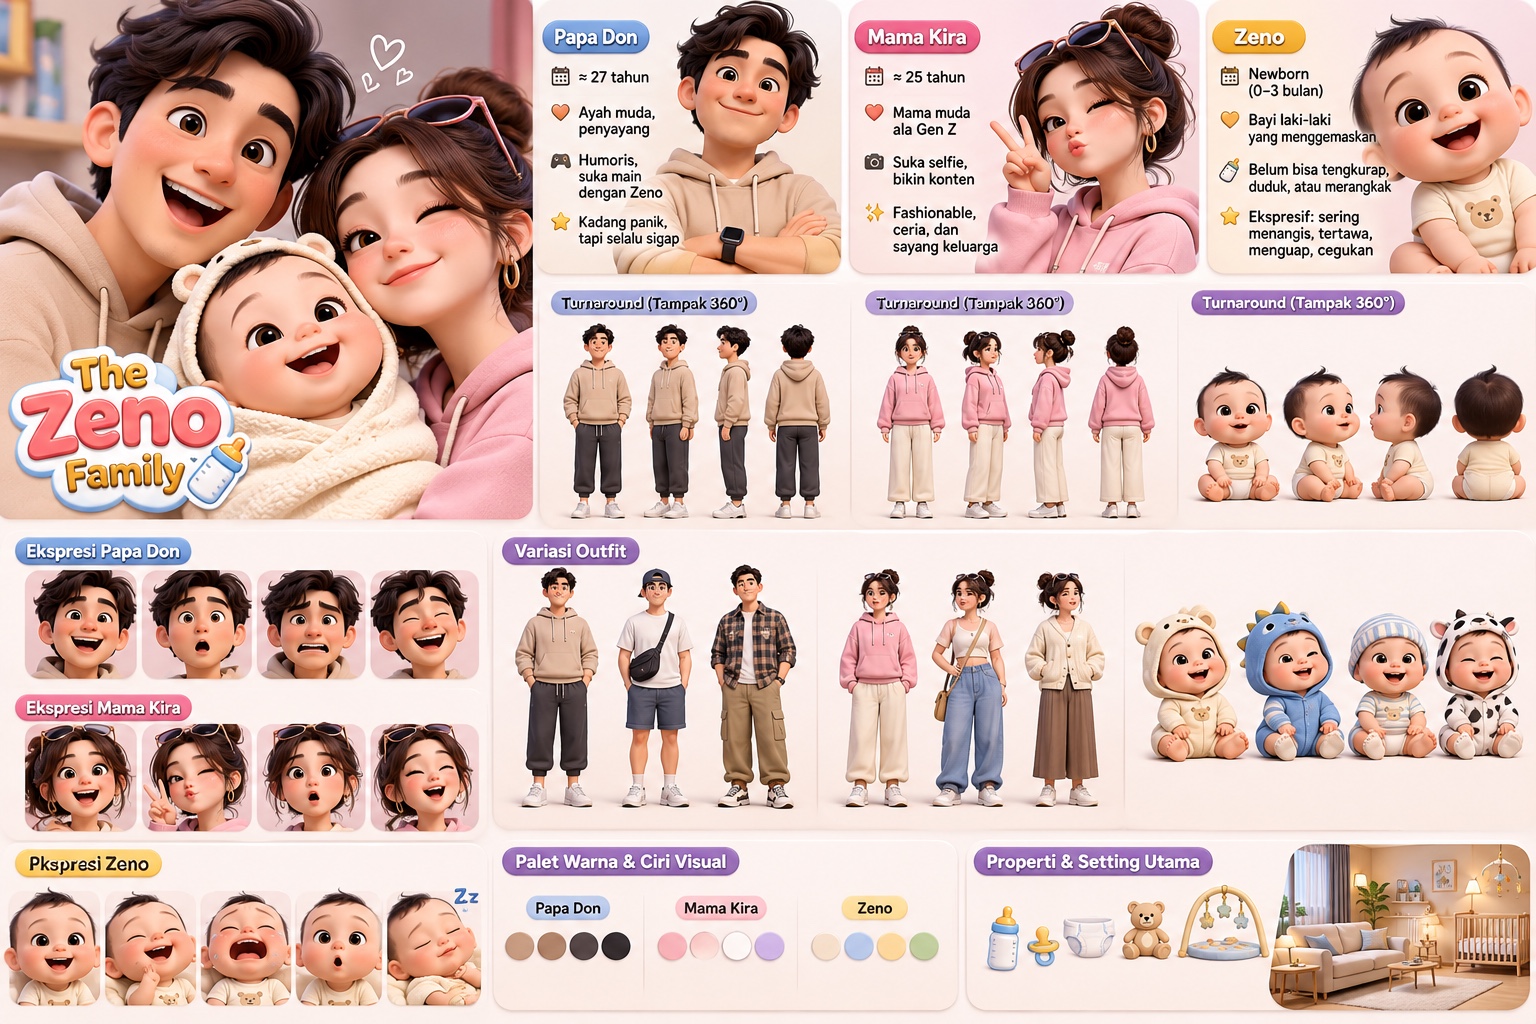 The
Zeno
Family
Papa Don
≈ 27 tahun
Ayah muda,
penyayang
Humoris,
suka main
dengan Zeno
Kadang panik,
tapi selalu sigap
Mama Kira
≈ 25 tahun
Mama muda
ala Gen Z
Suka selfie,
bikin konten
Fashionable,
ceria, dan
sayang keluarga
Zeno
Newborn
(0–3 bulan)
Bayi laki-laki
yang menggemaskan
Belum bisa tengkurap,
duduk, atau merangkak
Ekspresif: sering
menangis, tertawa,
menguap, cegukan
Turnaround (Tampak 360°)
Turnaround (Tampak 360°)
Turnaround (Tampak 360°)
Ekspresi Papa Don
Ekspresi Mama Kira
Pkspresi Zeno
Zz
Variasi Outfit
Palet Warna & Ciri Visual
Papa Don
Mama Kira
Zeno
Properti & Setting Utama